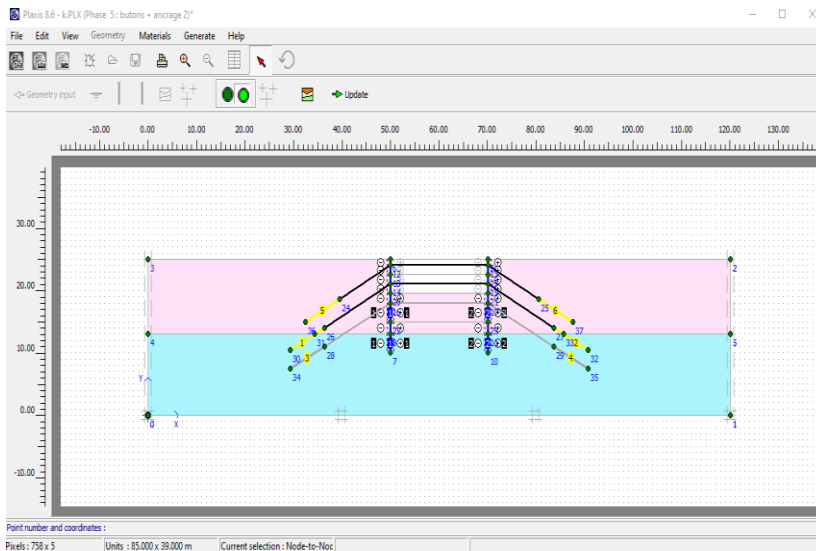 Plaxis 8.6 - k.PLX (Phase 5 : butons + ancrage 2)*
File Edit View Geometry Materials Generate Help
Geometry input Update
-10.00 0.00 10.00 20.00 30.00 40.00 50.00 60.00 70.00 80.00 90.00 100.00 110.00 120.00 130.00
30.00
3 2
20.00
5 24 25 6
36 37
4 1 31 26 27 33 2 5
10.00
30 3 28 7 10 29 4 32
34 35
Y
0.00
0 X 1
-10.00
Point number and coordinates :
Pixels : 758 x 5 Units : 85.000 x 39.000 m Current selection : Node-to-Noc